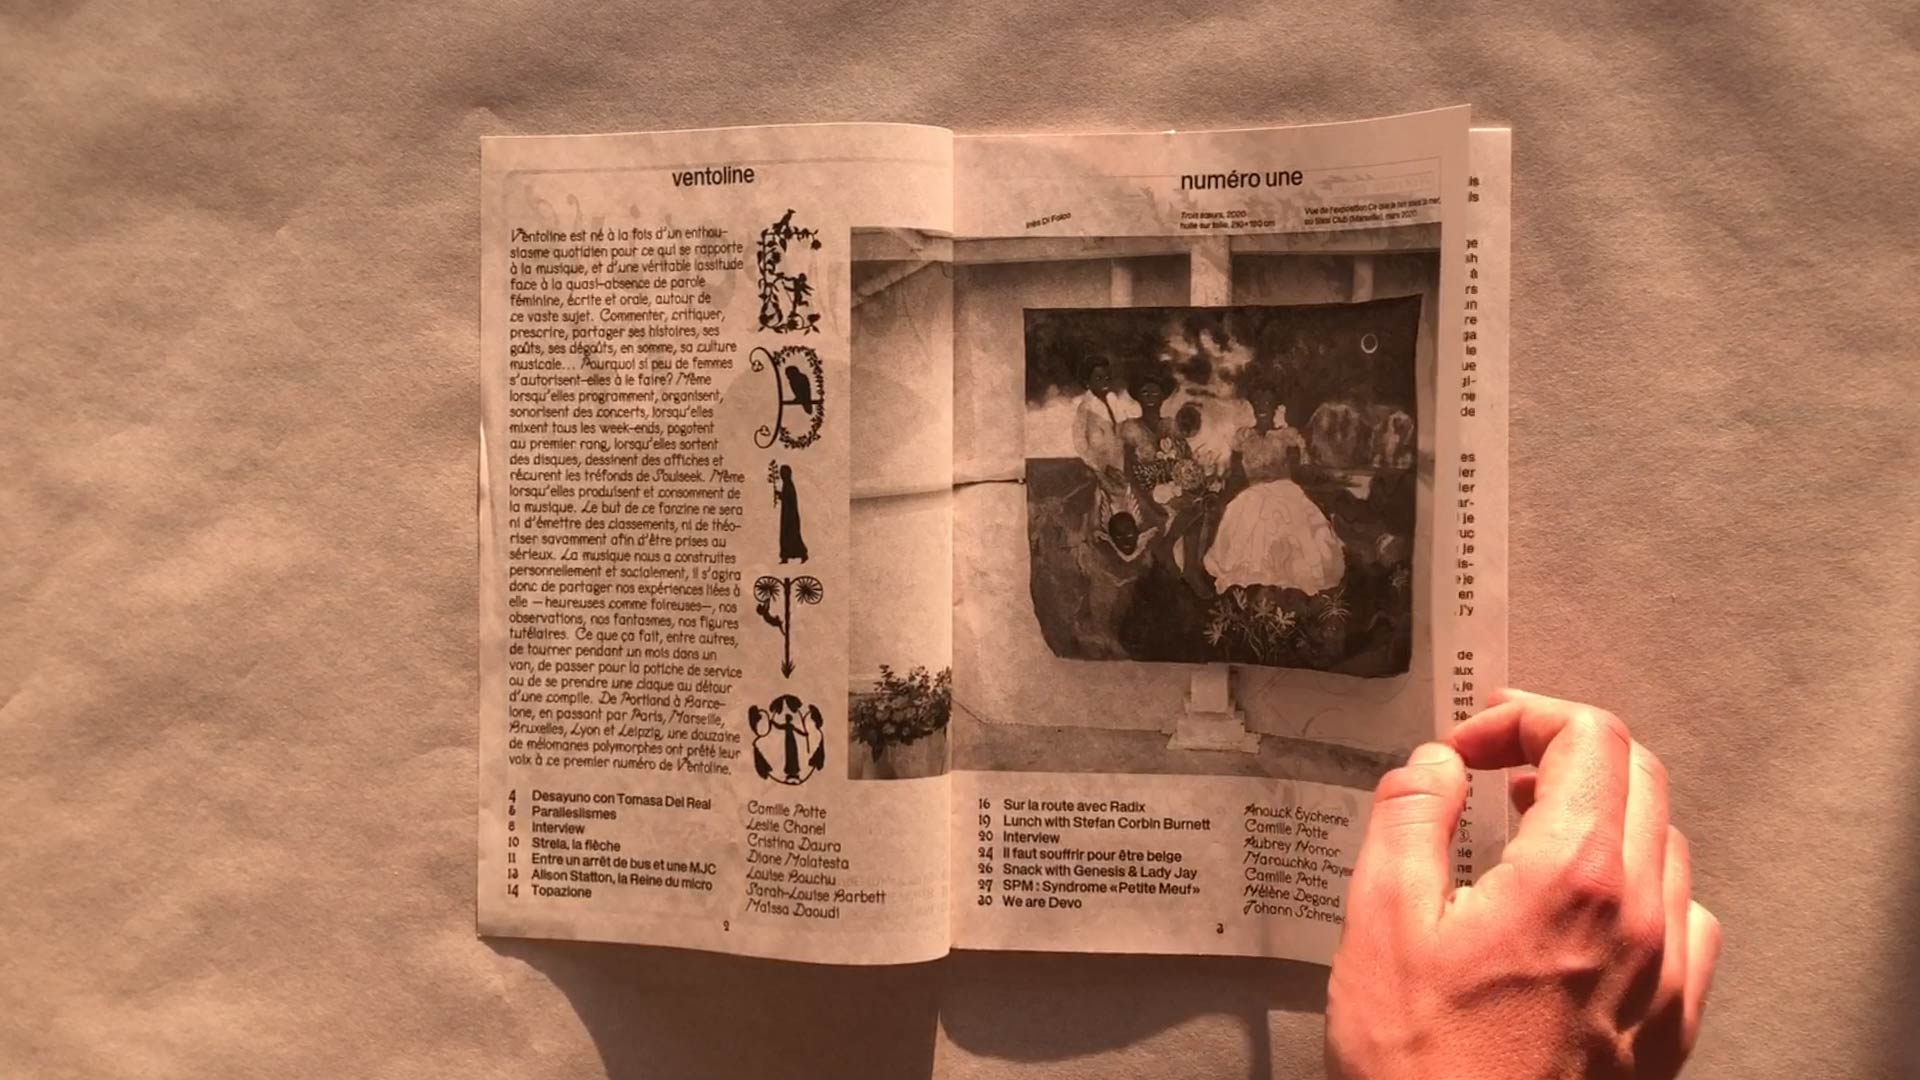 ventoline
Ventoline est né à la fois d'un enthou-
siasme quotidien pour ce qui se rapporte
à la musique, et d'une véritable lassitude
face à la quasi-absence de parole
féminine, écrite et orale, autour de
ce vaste sujet. Commenter, critiquer,
prescrire, partager ses histoires, ses
goûts, ses dégoûts, en somme, sa culture
musicale... Pourquoi si peu de femmes
s'autorisent-elles à le faire? Même
lorsqu'elles programment, organisent,
sonorisent des concerts, lorsqu'elles
mixent tous les week-ends, pogotent
au premier rang, lorsqu'elles sortent
des disques, dessinent des affiches et
récurent les tréfonds de Soulseek. Même
lorsqu'elles produisent et consomment de
la musique. Le but de ce fanzine ne sera
ni d'émettre des classements, ni de théo-
riser savamment afin d'être prises au
sérieux. La musique nous a construites
personnellement et socialement, il s'agira
donc de partager nos expériences liées à
elle — heureuses comme foireuses—, nos
observations, nos fantasmes, nos figures
tutélaires. Ce que ça fait, entre autres,
de tourner pendant un mois dans un
van, de passer pour la potiche de service
ou de se prendre une claque au détour
d'une compile. De Portland à Barce-
lone, en passant par Paris, Marseille,
Bruxelles, Lyon et Leipzig, une douzaine
de mélomanes polymorphes ont prêté leur
voix à ce premier numéro de Ventoline.
E
D
I
T
O
4 Desayuno con Tomasa Del Real Camille Potte
6 Paralleslismes Leslie Chanel
8 Interview Cristina Daura
10 Strela, la flèche Diane Malatesta
11 Entre un arrêt de bus et une MJC Louise Bouchu
13 Alison Statton, la Reine du micro Sarah-Louise Barbett
14 Topazione Maïssa Daoudi
2
numéro une
Inès Di Folco
Trois sœurs, 2020
huile sur toile, 210×180 cm
Vue de l'exposition Ce que je fais sous la mer,
au Sissi Club (Marseille), mars 2020
16 Sur la route avec Radix Anouck Eychenne
19 Lunch with Stefan Corbin Burnett Camille Potte
20 Interview Aubrey Nomor
24 Il faut souffrir pour être belge Marouchka
26 Snack with Genesis & Lady Jay Camille Potte
27 SPM : Syndrome «Petite Meuf» Hélène Degand
30 We are Devo Johann
3